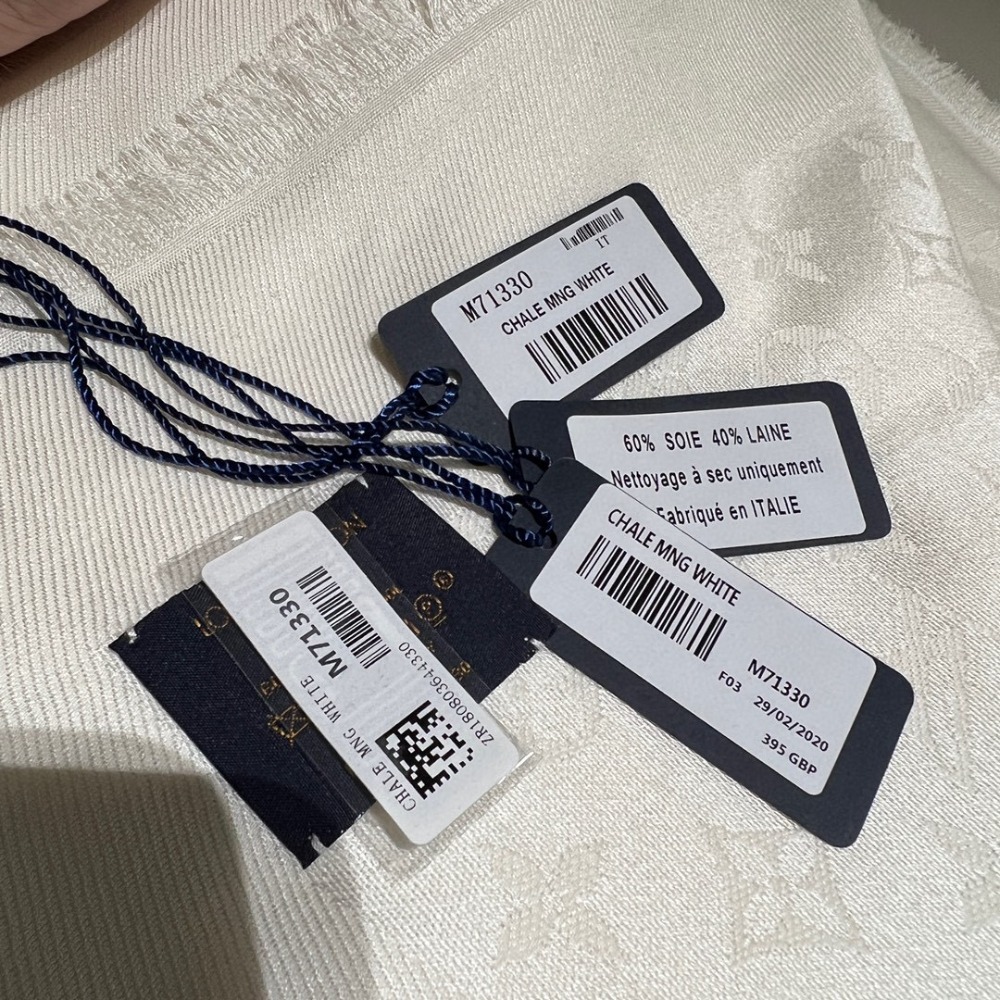 IT
M71330
CHALE MNG WHITE
60% SOIE 40% LAINE
Nettoyage à sec uniquement
Fabriqué en ITALIE
CHALE MNG WHITE
M71330
F03 29/02/2020
395 GBP
M71330
CHALE MNG WHITE
ZR180803644330